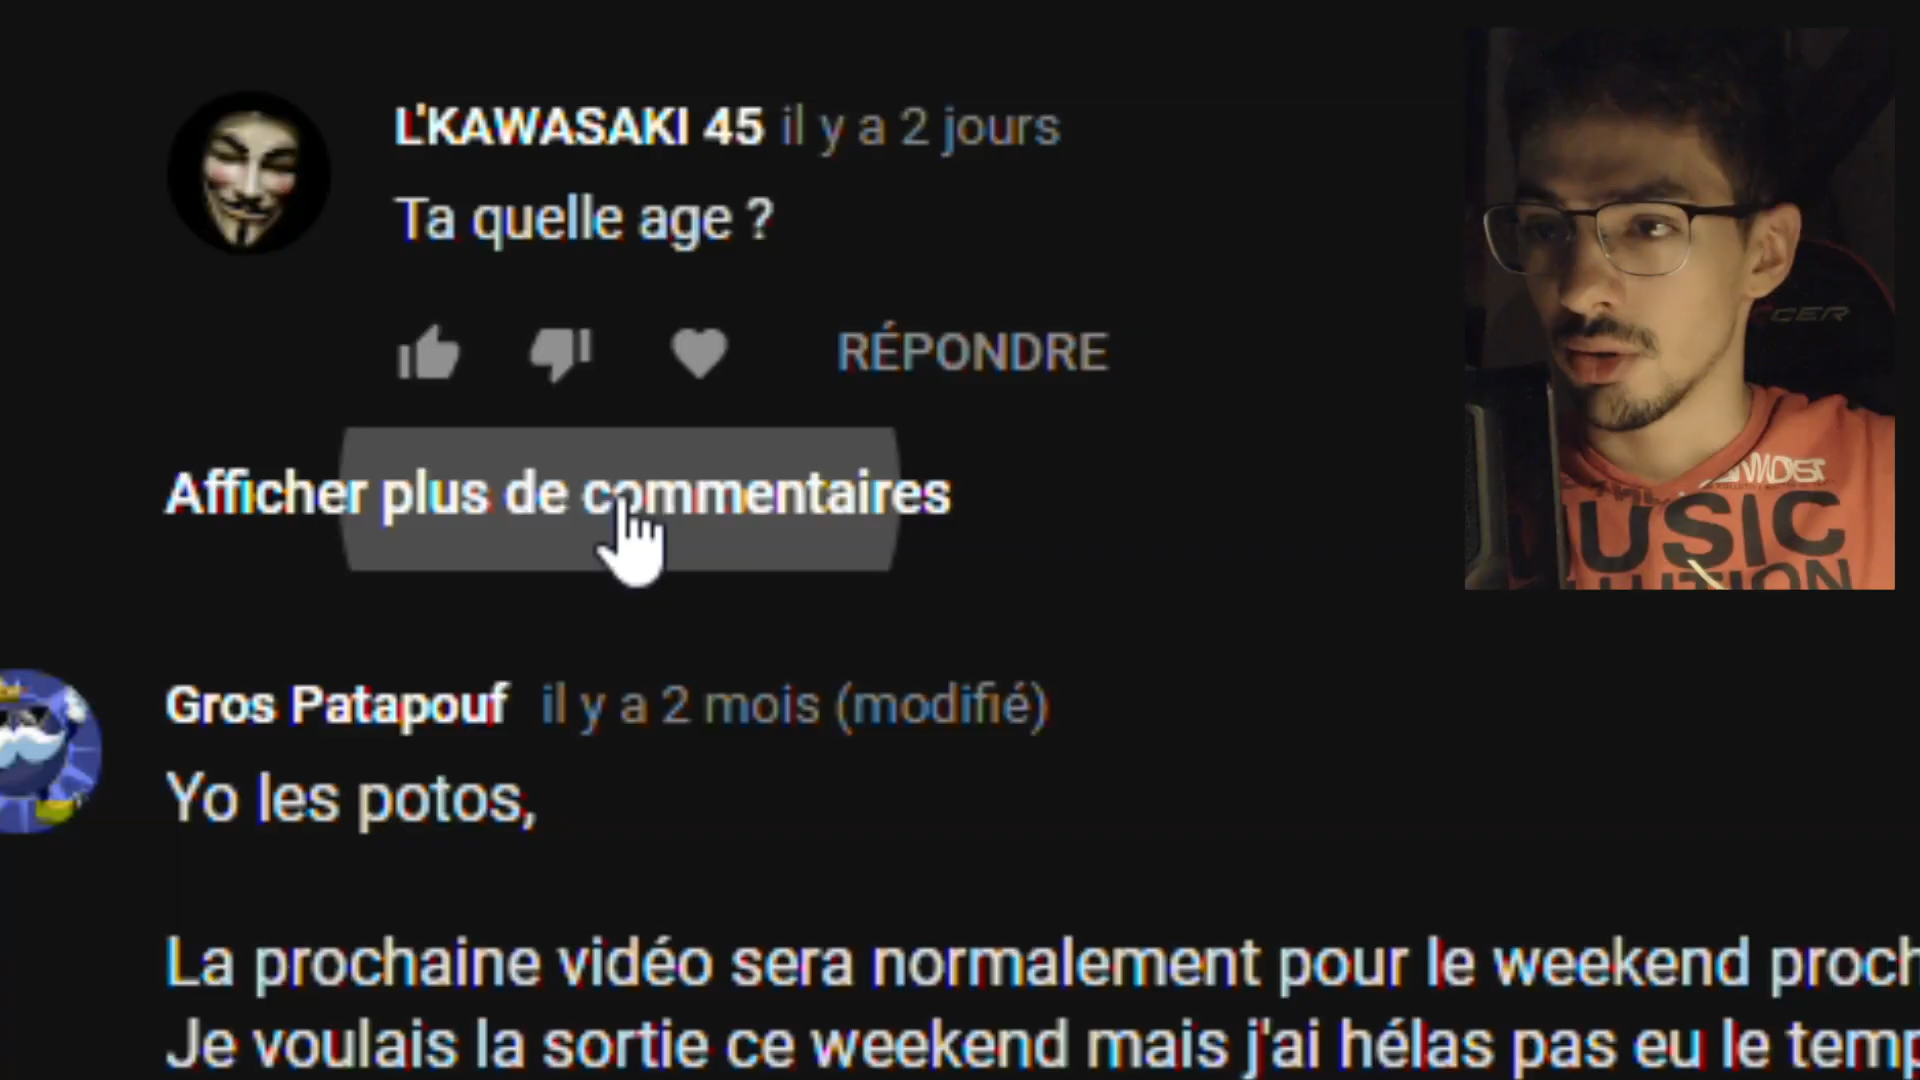 L'KAWASAKI 45 il y a 2 jours
Ta quelle age ?
RÉPONDRE
Afficher plus de commentaires
Gros Patapouf il y a 2 mois (modifié)
Yo les potos,
La prochaine vidéo sera normalement pour le weekend
Je voulais la sortie ce weekend mais j'ai hélas pas eu le
CER
MUSIC